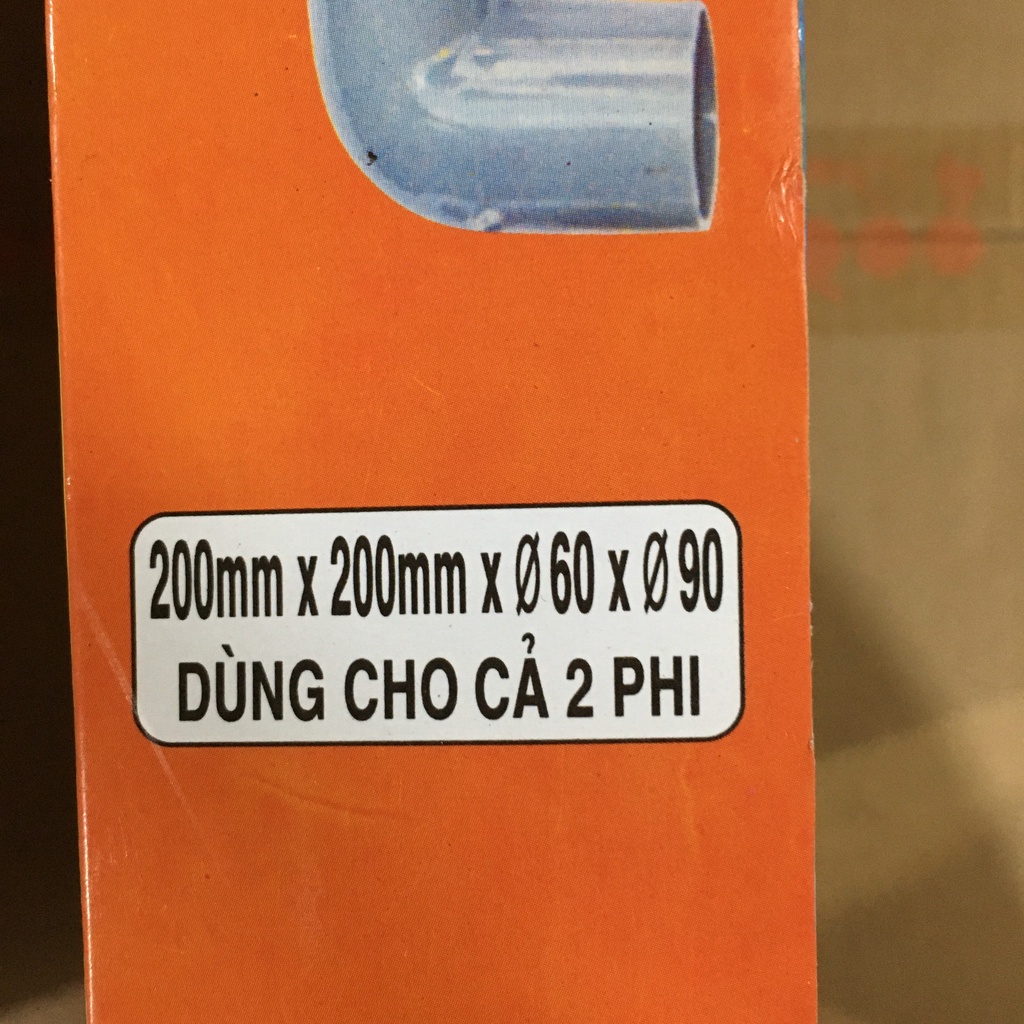 200mm x 200mm x Ø 60 x Ø 90
DÙNG CHO CẢ 2 PHI